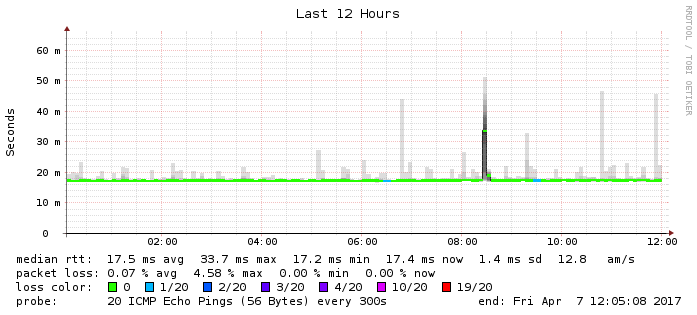 Last 12 Hours
RRDTOOL / TOBI OETIKER
Seconds
60 m
50 m
40 m
30 m
20 m
10 m
0
02:00 04:00 06:00 08:00 10:00 12:00
median rtt: 17.5 ms avg 33.7 ms max 17.2 ms min 17.4 ms now 1.4 ms sd 12.8 am/s
packet loss: 0.07 % avg 4.58 % max 0.00 % min 0.00 % now
loss color: 0 1/20 2/20 3/20 4/20 10/20 19/20
probe: 20 ICMP Echo Pings (56 Bytes) every 300s end: Fri Apr 7 12:05:08 2017